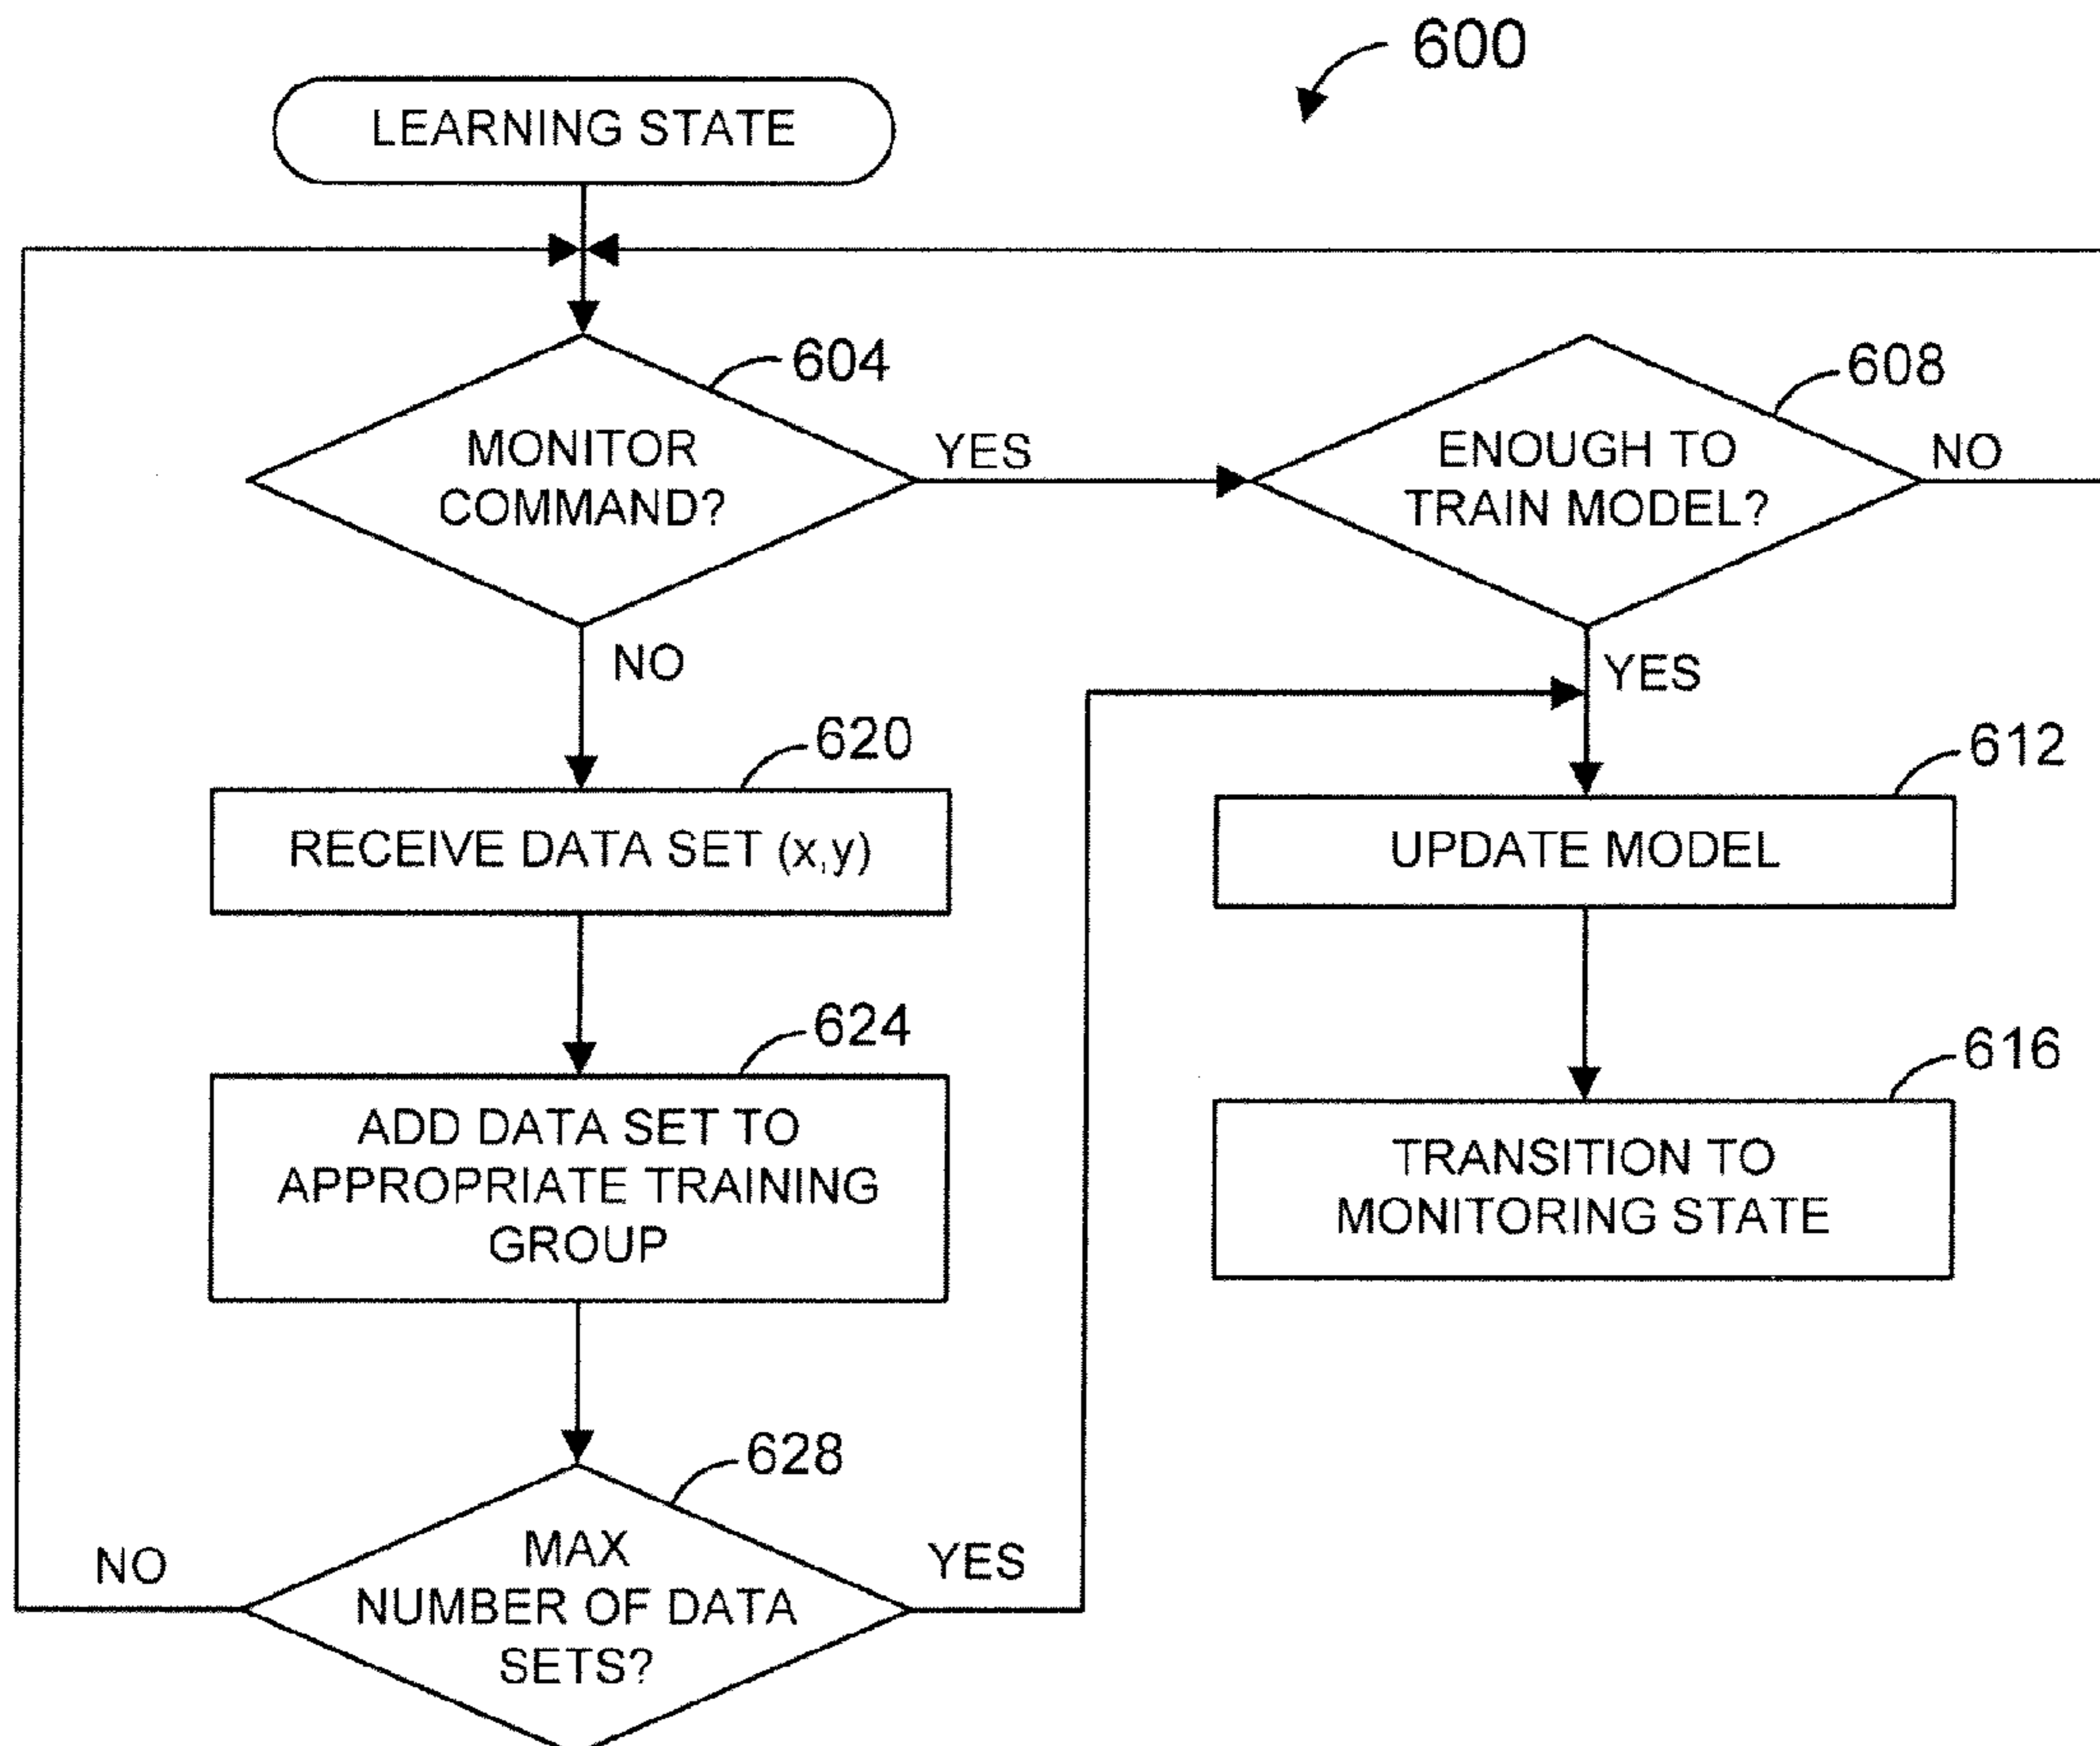 600
LEARNING STATE
604
MONITOR
COMMAND?
YES
608
ENOUGH TO
TRAIN MODEL?
NO
NO
YES
620
RECEIVE DATA SET (x,y)
612
UPDATE MODEL
624
ADD DATA SET TO
APPROPRIATE TRAINING
GROUP
616
TRANSITION TO
MONITORING STATE
628
MAX
NUMBER OF DATA
SETS?
NO
YES